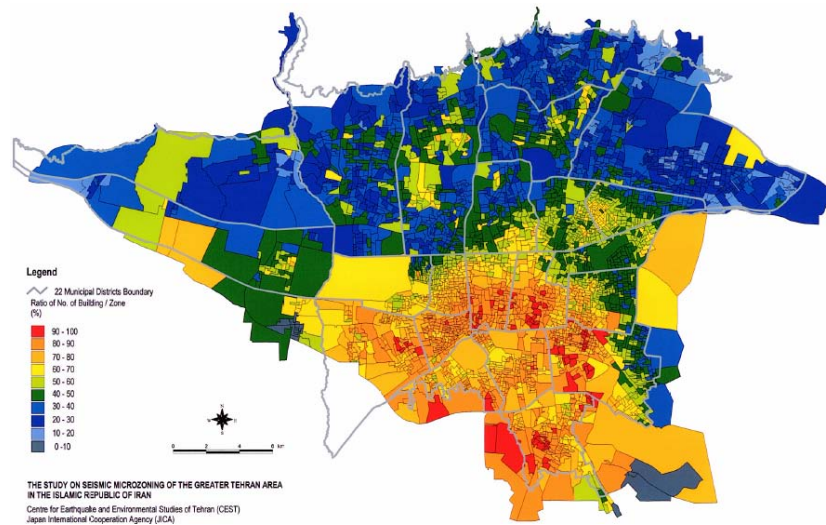 Legend
22 Municipal Districts Boundary
Ratio of No. of Building / Zone
(%)
90 - 100
80 - 90
70 - 80
60 - 70
50 - 60
40 - 50
30 - 40
20 - 30
10 - 20
0 -10
0 2 4 6 km
THE STUDY ON SEISMIC MICROZONING OF THE GREATER TEHRAN AREA
IN THE ISLAMIC REPUBLIC OF IRAN
Centre for Earthquake and Environmental Studies of Tehran (CEST)
Japan International Cooperation Agency (JICA)